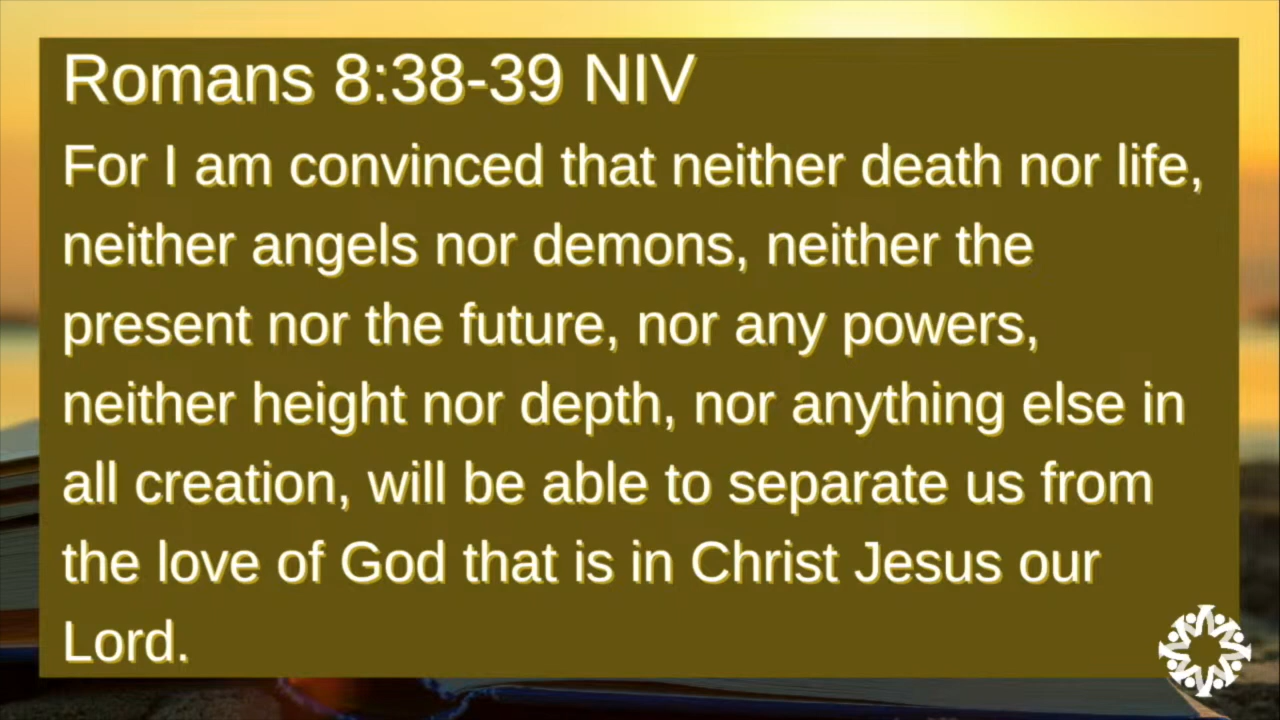 Romans 8:38-39 NIV
For I am convinced that neither death nor life,
neither angels nor demons, neither the
present nor the future, nor any powers,
neither height nor depth, nor anything else in
all creation, will be able to separate us from
the love of God that is in Christ Jesus our
Lord.